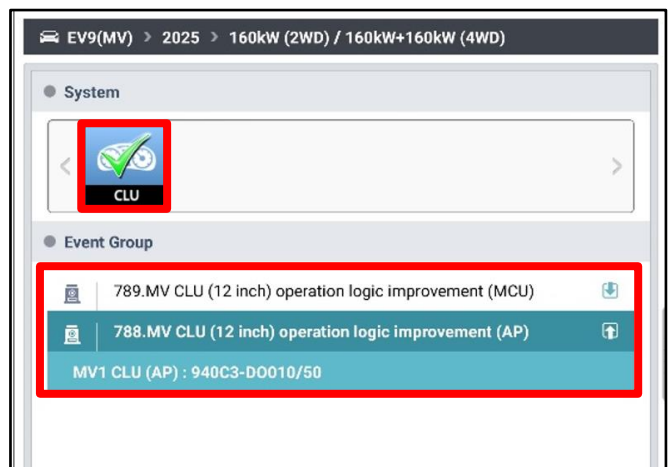 EV9(MV) > 2025 > 160kW (2WD) / 160kW+160kW (4WD)
System
CLU
Event Group
789.MV CLU (12 inch) operation logic improvement (MCU)
788.MV CLU (12 inch) operation logic improvement (AP)
MV1 CLU (AP) : 940C3-DO010/50